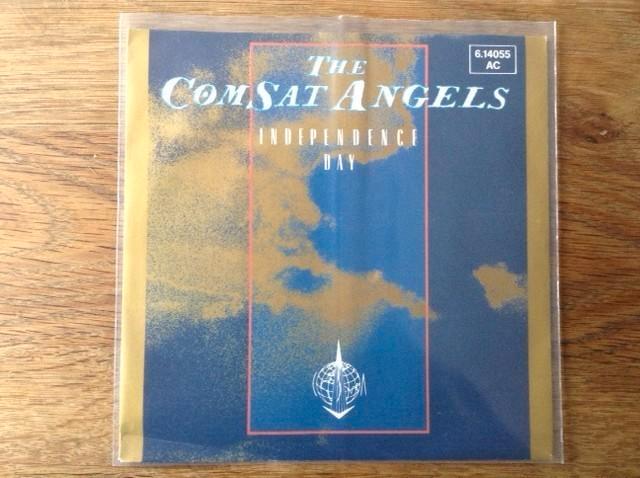 6.14055
AC
THE
COMSAT ANGELS
INDEPENDENCE
DAY